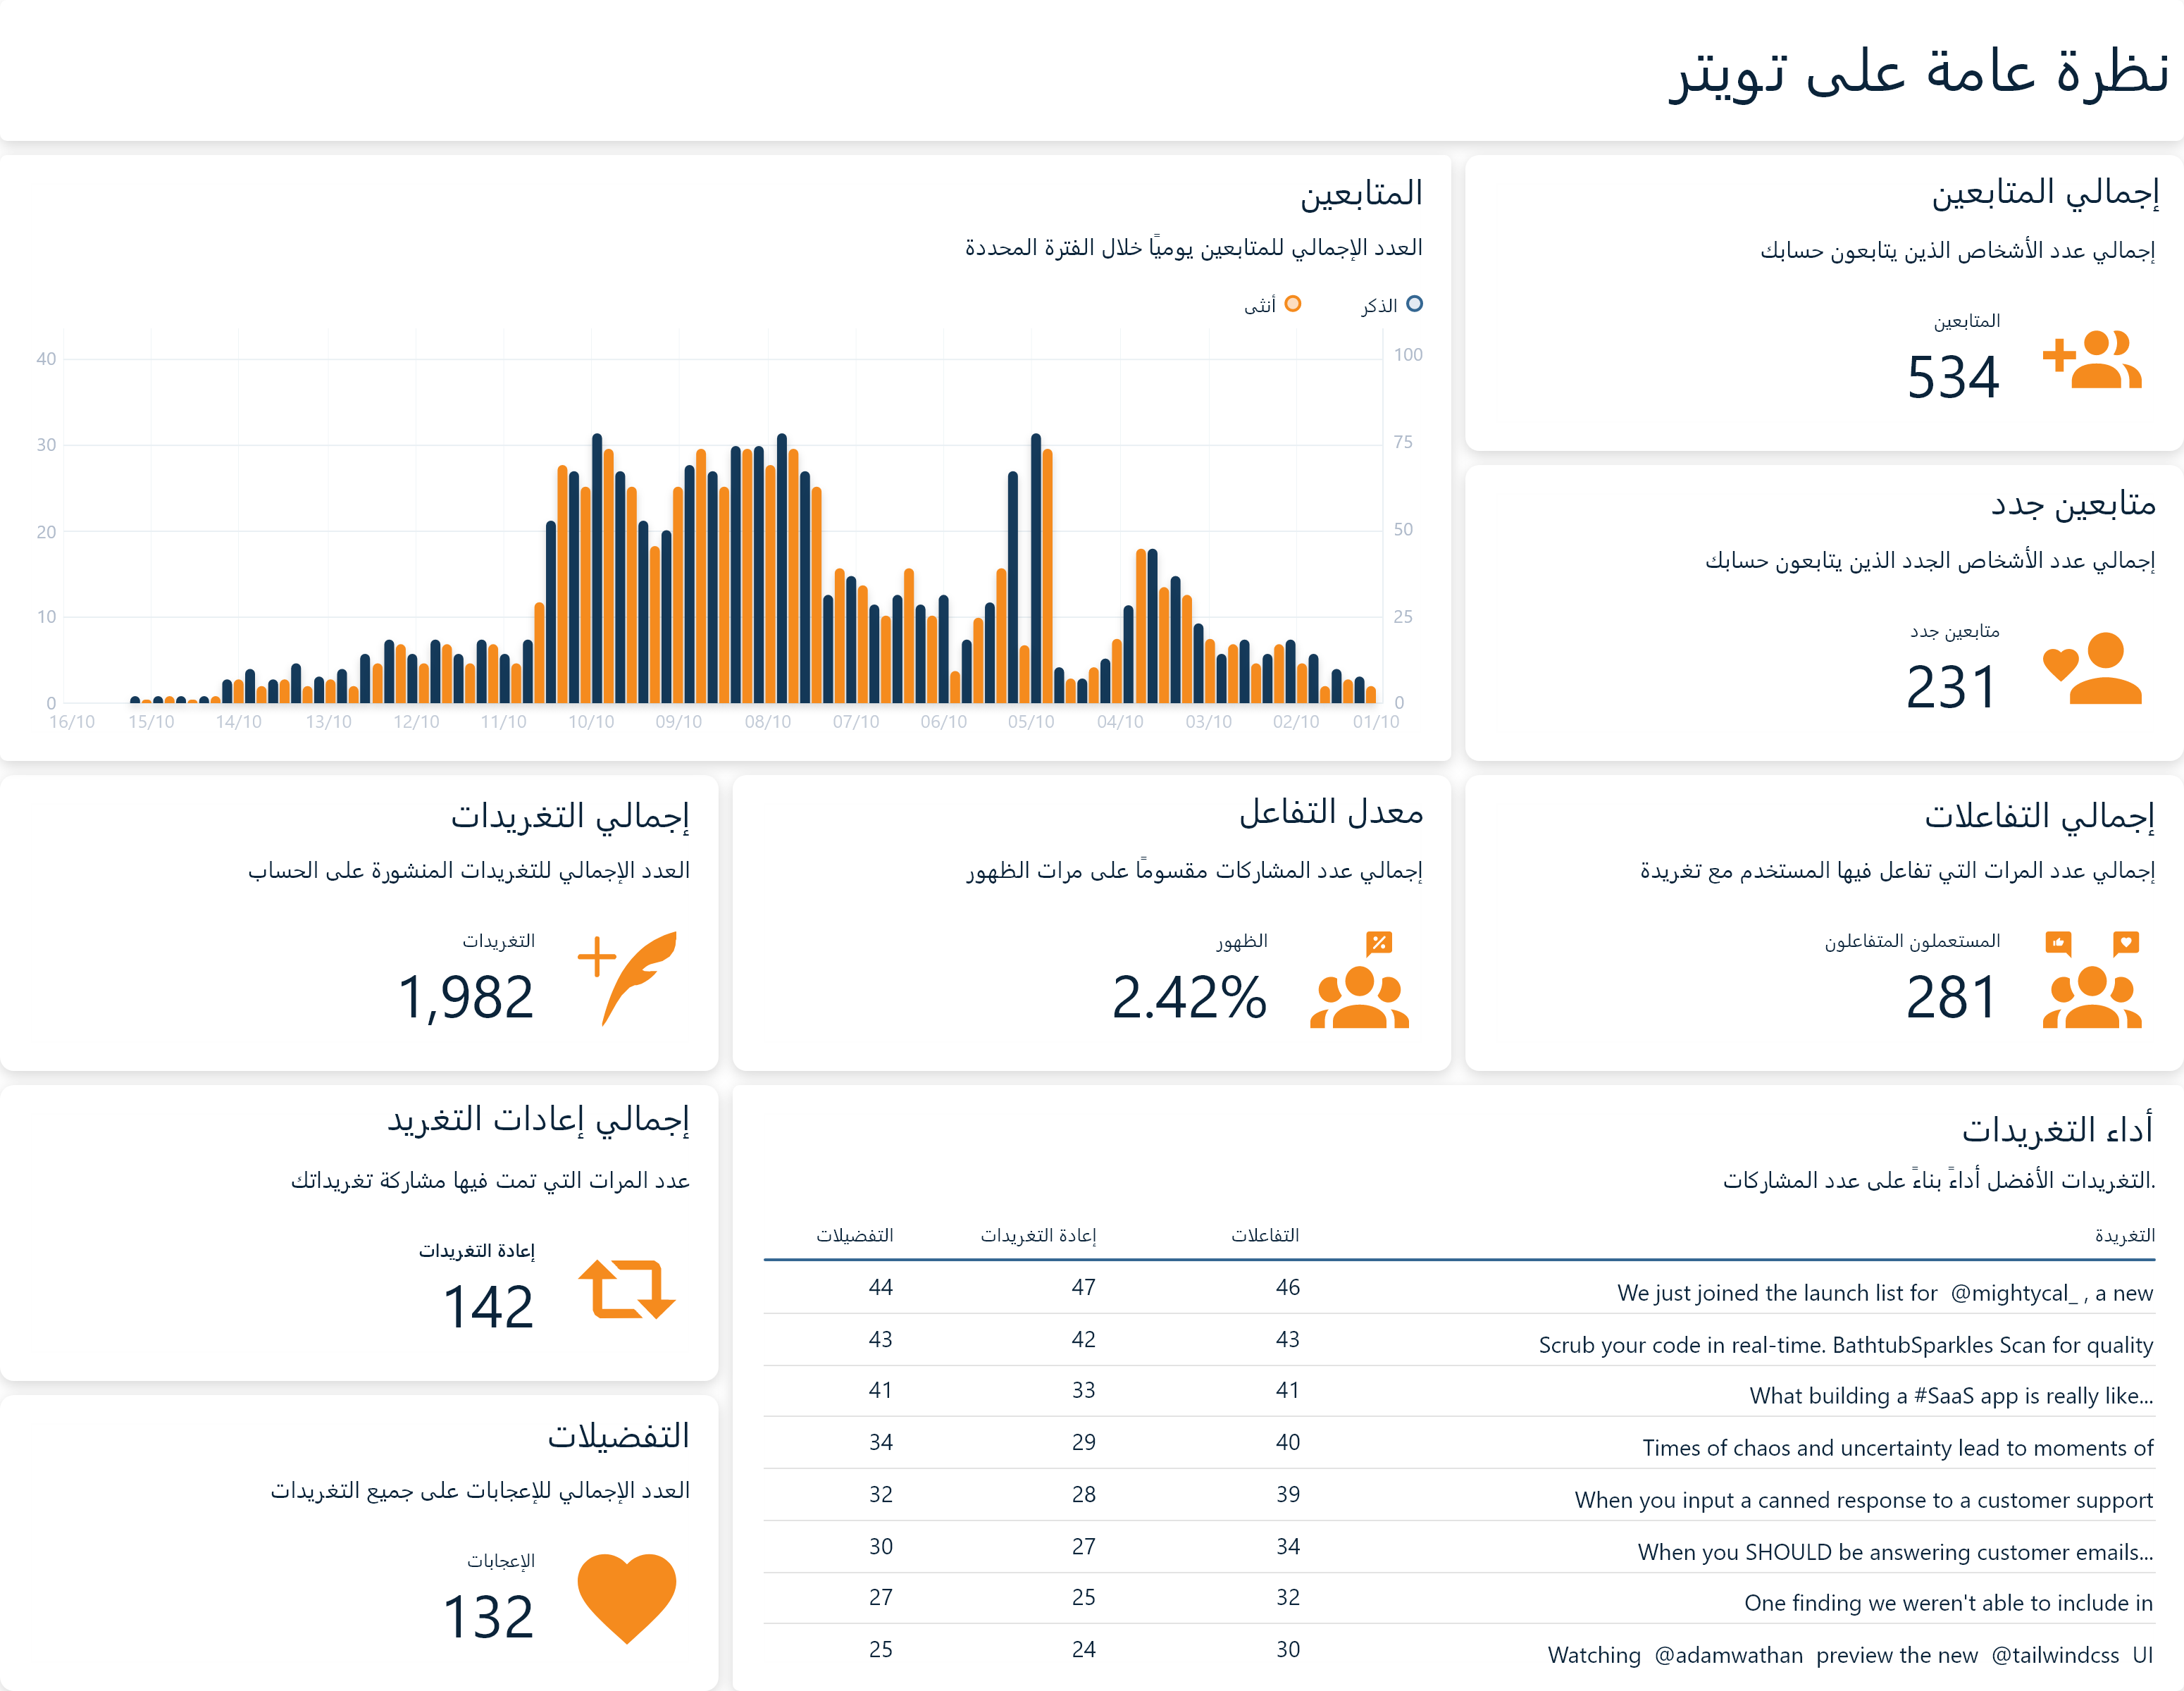 نظرة عامة على تويتر
إجمالي المتابعين
إجمالي عدد الأشخاص الذين يتابعون حسابك
المتابعين
534
متابعين جدد
إجمالي عدد الأشخاص الجدد الذين يتابعون حسابك
متابعين جدد
231
المتابعين
العدد الإجمالي للمتابعين يوميًا خلال الفترة المحددة
الذكر أنثى
100
75
50
25
0
40
30
20
10
0
01/10 02/10 03/10 04/10 05/10 06/10 07/10 08/10 09/10 10/10 11/10 12/10 13/10 14/10 15/10 16/10
إجمالي التفاعلات
إجمالي عدد المرات التي تفاعل فيها المستخدم مع تغريدة
المستعملون المتفاعلون
281
معدل التفاعل
إجمالي عدد المشاركات مقسومًا على مرات الظهور
الظهور
2.42%
إجمالي التغريدات
العدد الإجمالي للتغريدات المنشورة على الحساب
التغريدات
1,982
أداء التغريدات
التغريدات الأفضل أداءً بناءً على عدد المشاركات.
التغريدة التفاعلات إعادة التغريدات التفضيلات
We just joined the launch list for @mightycal_ , a new 46 47 44
Scrub your code in real-time. BathtubSparkles Scan for quality 43 42 43
What building a #SaaS app is really like... 41 33 41
Times of chaos and uncertainty lead to moments of 40 29 34
When you input a canned response to a customer support 39 28 32
When you SHOULD be answering customer emails... 34 27 30
One finding we weren't able to include in 32 25 27
Watching @adamwathan preview the new @tailwindcss UI 30 24 25
إجمالي إعادات التغريد
عدد المرات التي تمت فيها مشاركة تغريداتك
إعادة التغريدات
142
التفضيلات
العدد الإجمالي للإعجابات على جميع التغريدات
الإعجابات
132